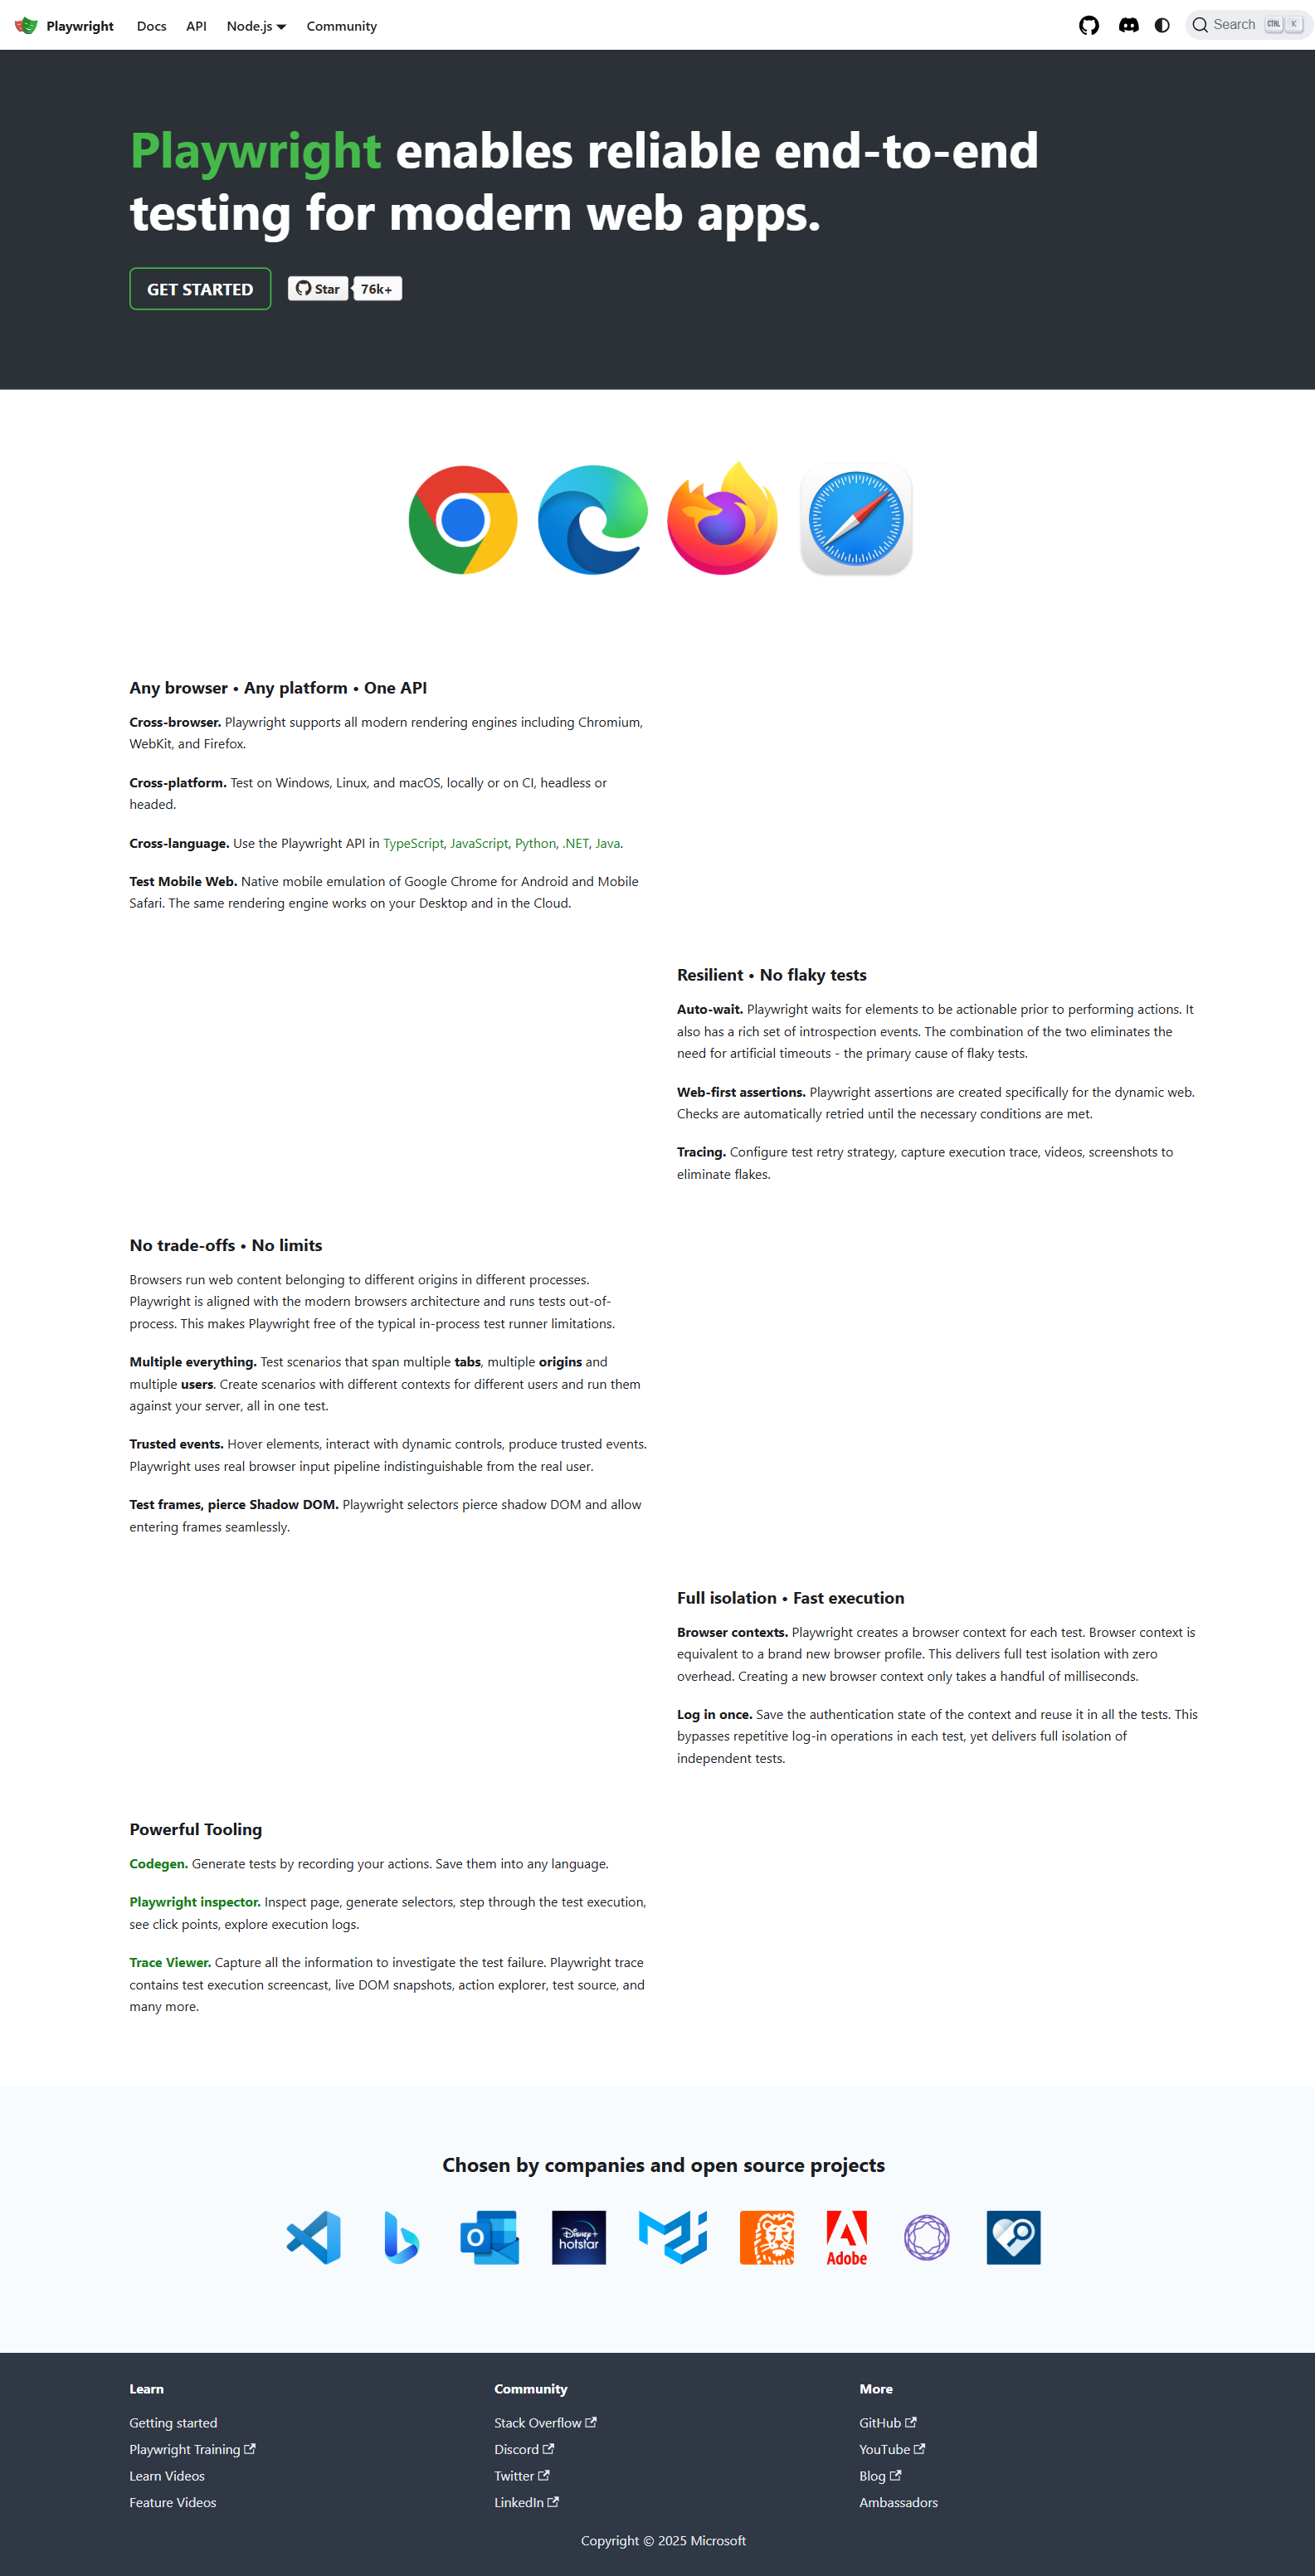 Playwright Docs API Node.js Community Search CTRL K
Playwright enables reliable end-to-end
testing for modern web apps.
GET STARTED Star 76k+
Any browser • Any platform • One API
Cross-browser. Playwright supports all modern rendering engines including Chromium,
WebKit, and Firefox.
Cross-platform. Test on Windows, Linux, and macOS, locally or on CI, headless or
headed.
Cross-language. Use the Playwright API in TypeScript, JavaScript, Python, .NET, Java.
Test Mobile Web. Native mobile emulation of Google Chrome for Android and Mobile
Safari. The same rendering engine works on your Desktop and in the Cloud.
Resilient • No flaky tests
Auto-wait. Playwright waits for elements to be actionable prior to performing actions. It
also has a rich set of introspection events. The combination of the two eliminates the
need for artificial timeouts - the primary cause of flaky tests.
Web-first assertions. Playwright assertions are created specifically for the dynamic web.
Checks are automatically retried until the necessary conditions are met.
Tracing. Configure test retry strategy, capture execution trace, videos, screenshots to
eliminate flakes.
No trade-offs • No limits
Browsers run web content belonging to different origins in different processes.
Playwright is aligned with the modern browsers architecture and runs tests out-of-
process. This makes Playwright free of the typical in-process test runner limitations.
Multiple everything. Test scenarios that span multiple tabs, multiple origins and
multiple users. Create scenarios with different contexts for different users and run them
against your server, all in one test.
Trusted events. Hover elements, interact with dynamic controls, produce trusted events.
Playwright uses real browser input pipeline indistinguishable from the real user.
Test frames, pierce Shadow DOM. Playwright selectors pierce shadow DOM and allow
entering frames seamlessly.
Full isolation • Fast execution
Browser contexts. Playwright creates a browser context for each test. Browser context is
equivalent to a brand new browser profile. This delivers full test isolation with zero
overhead. Creating a new browser context only takes a handful of milliseconds.
Log in once. Save the authentication state of the context and reuse it in all the tests. This
bypasses repetitive log-in operations in each test, yet delivers full isolation of
independent tests.
Powerful Tooling
Codegen. Generate tests by recording your actions. Save them into any language.
Playwright inspector. Inspect page, generate selectors, step through the test execution,
see click points, explore execution logs.
Trace Viewer. Capture all the information to investigate the test failure. Playwright trace
contains test execution screencast, live DOM snapshots, action explorer, test source, and
many more.
Chosen by companies and open source projects
Disney+
hotstar
Adobe
Learn
Getting started
Playwright Training
Learn Videos
Feature Videos
Community
Stack Overflow
Discord
Twitter
LinkedIn
More
GitHub
YouTube
Blog
Ambassadors
Copyright © 2025 Microsoft